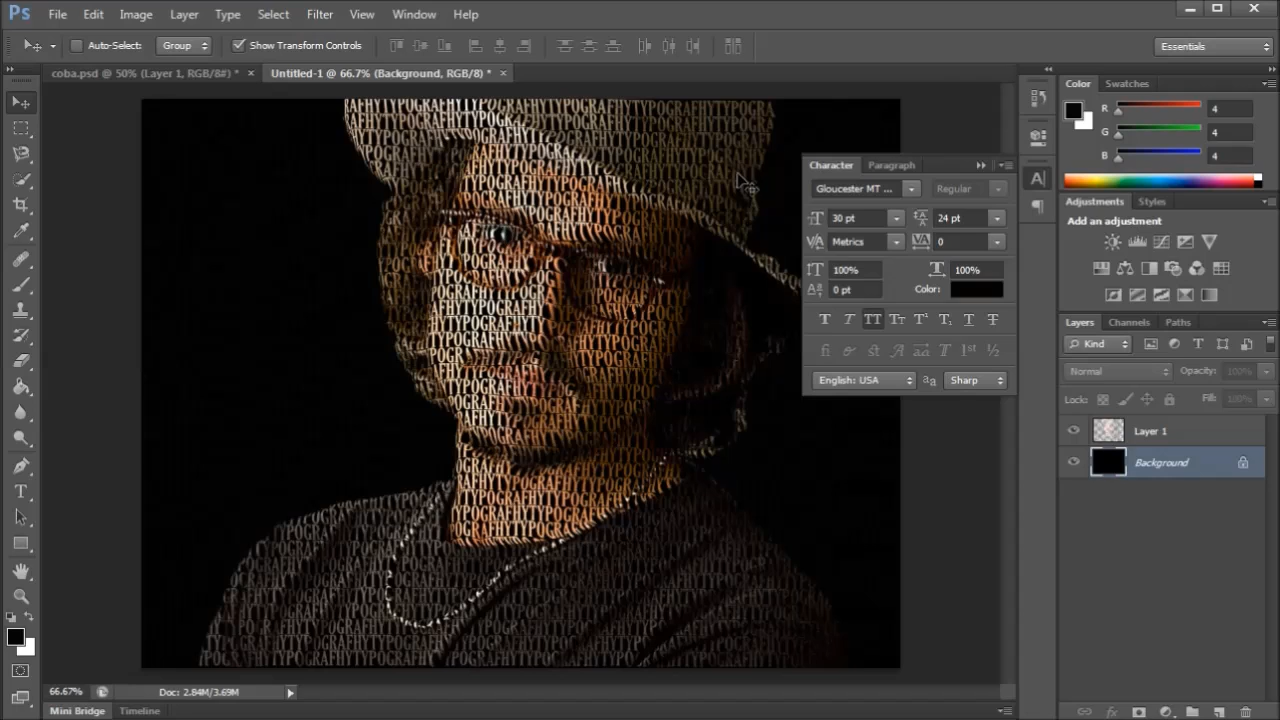 Ps File Edit Image Layer Type Select Filter View Window Help
Auto-Select: Group Show Transform Controls Essentials
coba.psd @ 50% (Layer 1, RGB/8#) * × Untitled-1 @ 66.7% (Background, RGB/8) * ×
Color Swatches
R 4
G 4
B 4
Character Paragraph
Gloucester MT ... Regular
30 pt 24 pt
Metrics 0
100% 100%
0 pt Color:
English: USA Sharp
Adjustments Styles
Add an adjustment
Layers Channels Paths
Kind
Normal Opacity: 100%
Lock: Fill: 100%
Layer 1
Background
TYPOGRAFHYTYPOGRAFHYTYPOGRAFHY
66.67% Doc: 2.84M/3.69M
Mini Bridge Timeline